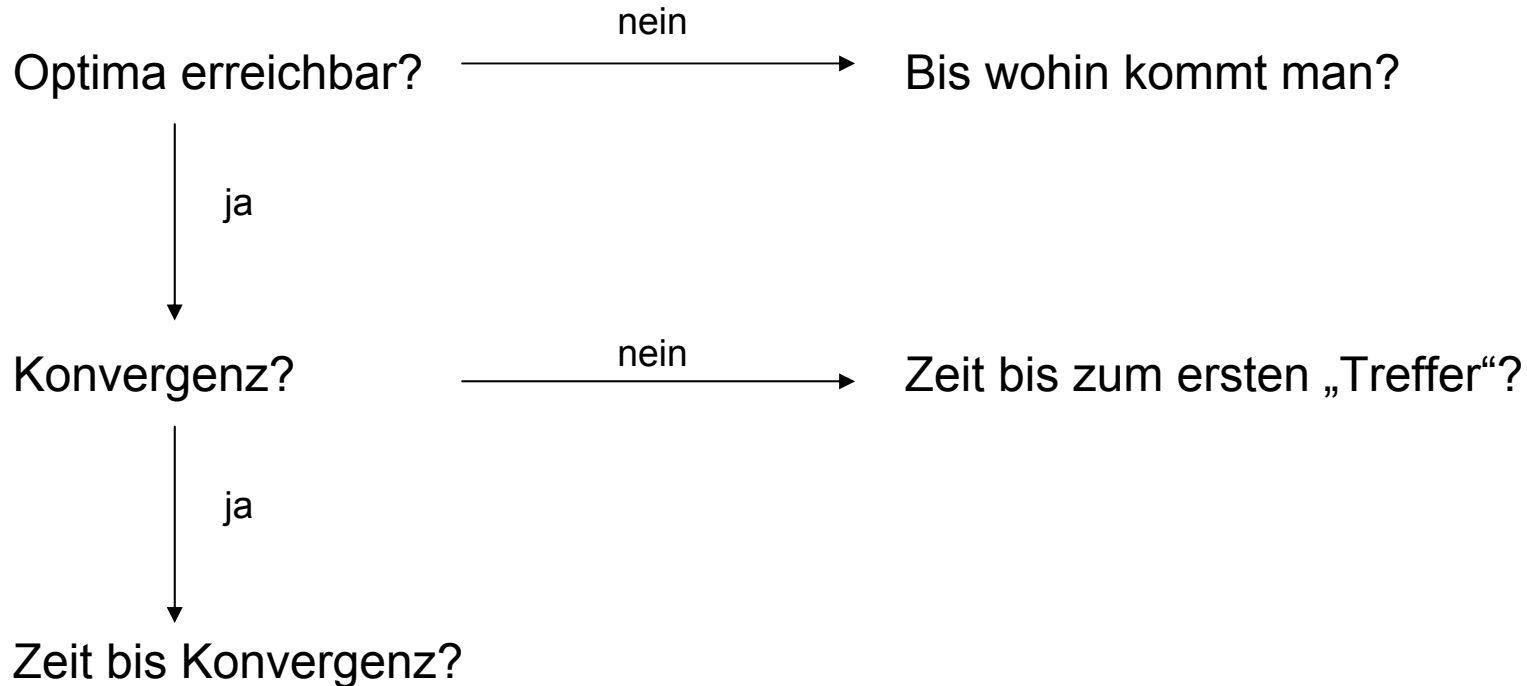 nein
Optima erreichbar?
Bis wohin kommt man?
ja
nein
Konvergenz?
Zeit bis zum ersten „Treffer“?
ja
Zeit bis Konvergenz?